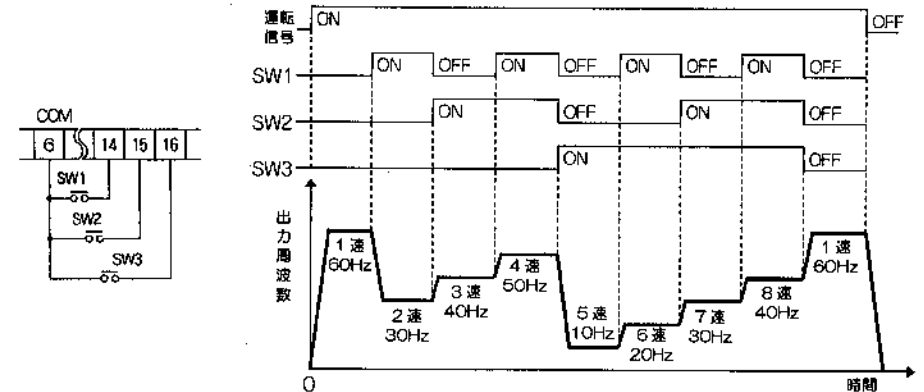 運転
信号
ON
OFF
SW1
ON
OFF
ON
OFF
ON
OFF
ON
OFF
SW2
ON
OFF
ON
OFF
SW3
ON
OFF
COM
6
14
15
16
SW1
SW2
SW3
出力周波数
1速
60Hz
2速
30Hz
3速
40Hz
4速
50Hz
5速
10Hz
6速
20Hz
7速
30Hz
8速
40Hz
1速
60Hz
0
時間